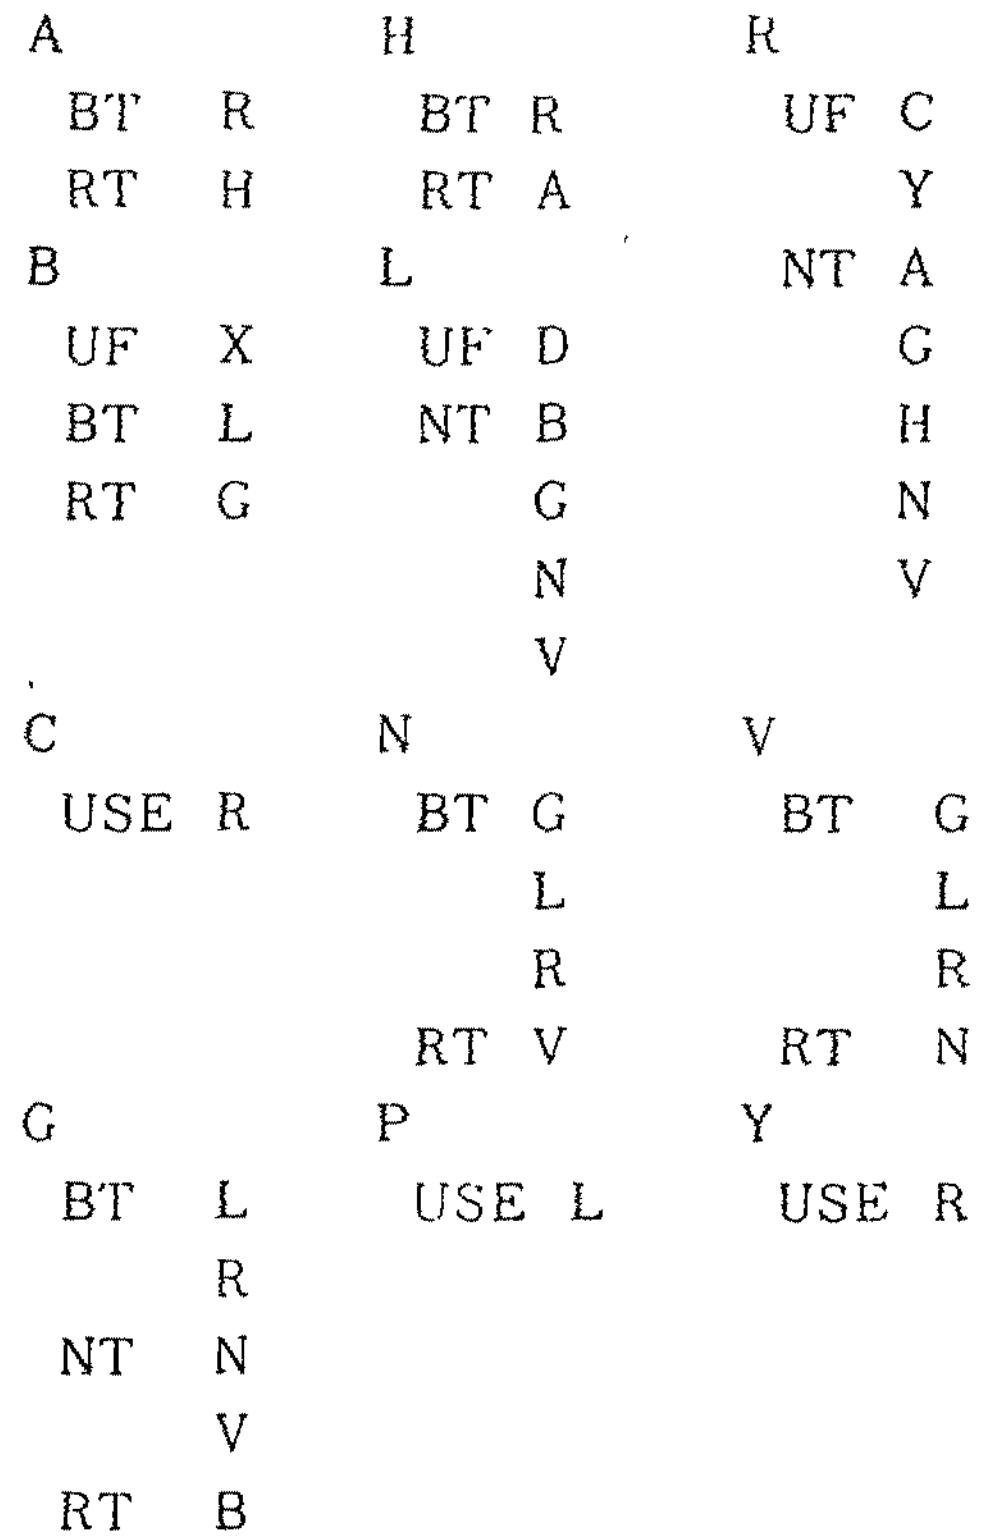 A
BT R
RT H
B
UF X
BT L
RT G
C
USE R
G
BT L
R
NT N
V
RT B
H
BT R
RT A
L
UF D
NT B
G
N
V
N
BT G
L
R
RT V
P
USE L
R
UF C
Y
NT A
G
H
N
V
V
BT G
L
R
RT N
Y
USE R